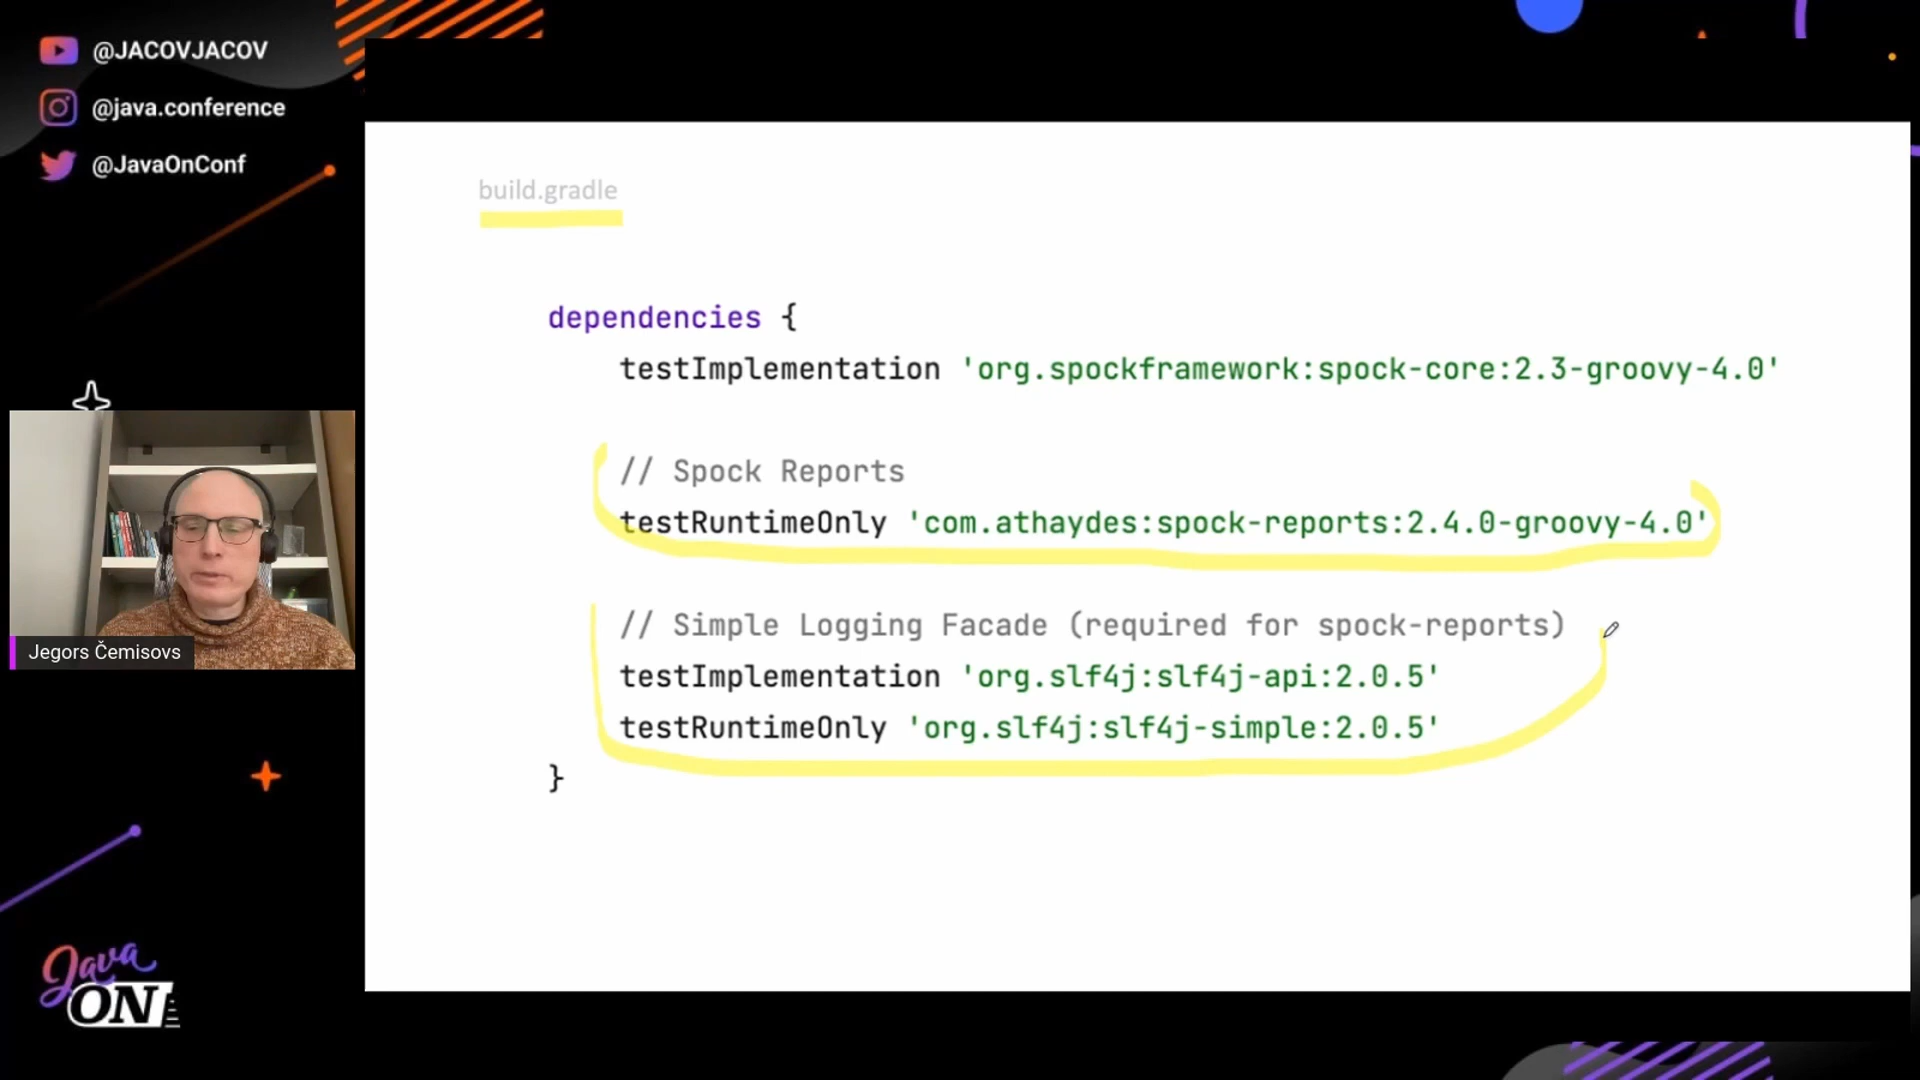 @JACOVJACOV
@java.conference
@JavaOnConf
build.gradle
dependencies {
testImplementation 'org.spockframework:spock-core:2.3-groovy-4.0'
// Spock Reports
testRuntimeOnly 'com.athaydes:spock-reports:2.4.0-groovy-4.0'
// Simple Logging Facade (required for spock-reports)
testImplementation 'org.slf4j:slf4j-api:2.0.5'
testRuntimeOnly 'org.slf4j:slf4j-simple:2.0.5'
}
Jegors Čemisovs
Java
ON